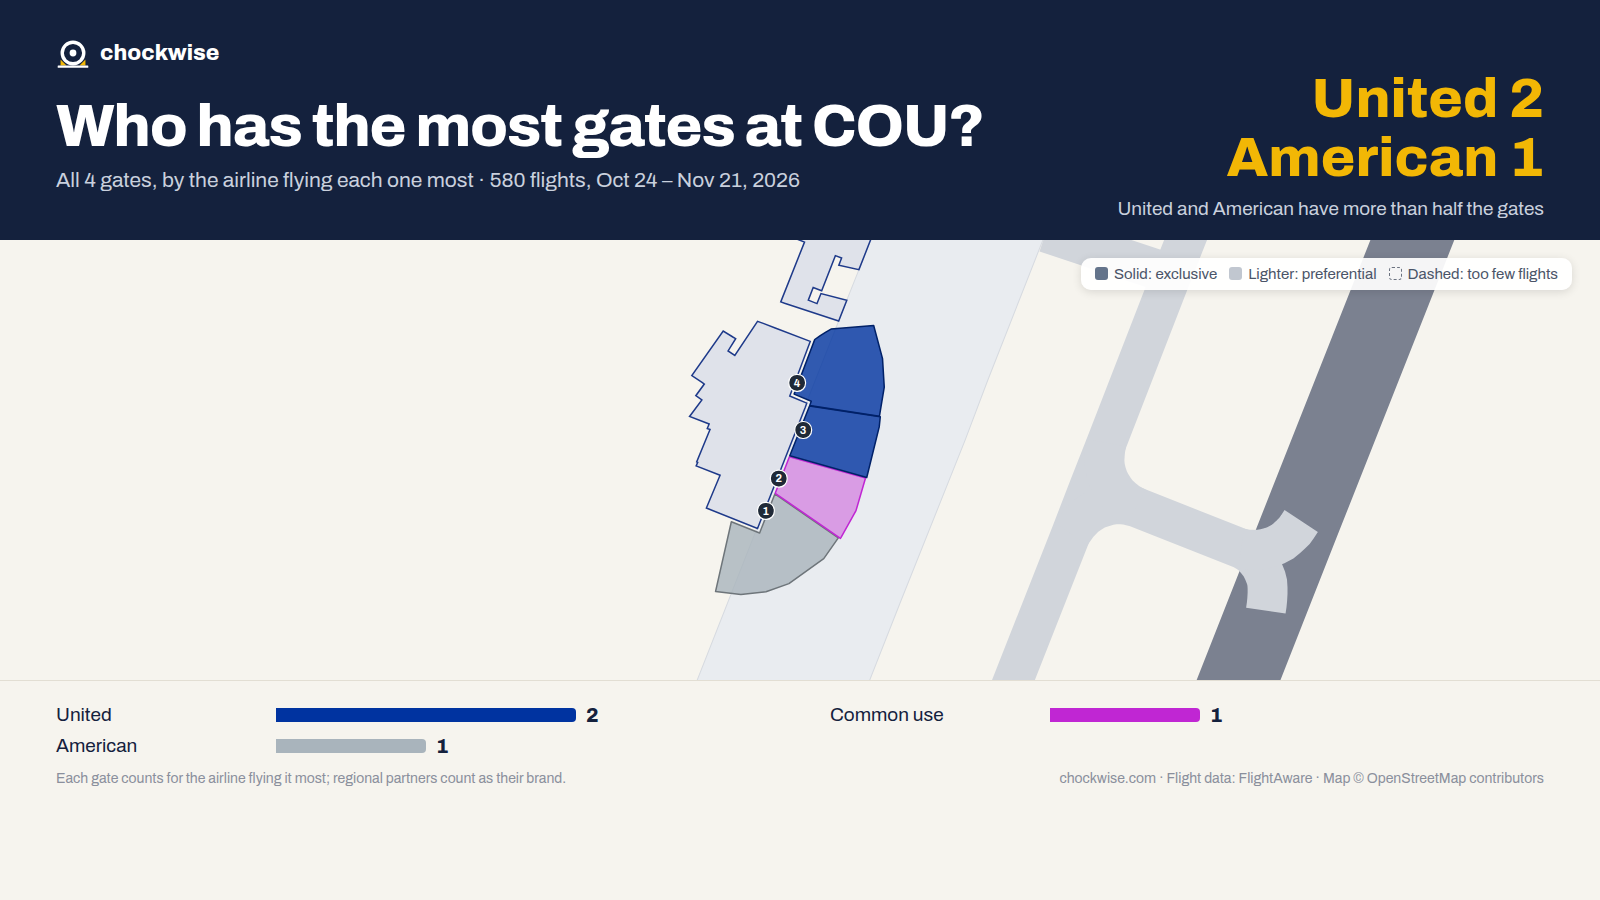 chockwise
Who has the most gates at COU?
All 4 gates, by the airline flying each one most · 580 flights, Oct 24 – Nov 21, 2026
United 2
American 1
United and American have more than half the gates
Solid: exclusive Lighter: preferential Dashed: too few flights
4
3
2
1
United 2
American 1
Common use 1
Each gate counts for the airline flying it most; regional partners count as their brand.
chockwise.com · Flight data: FlightAware · Map © OpenStreetMap contributors